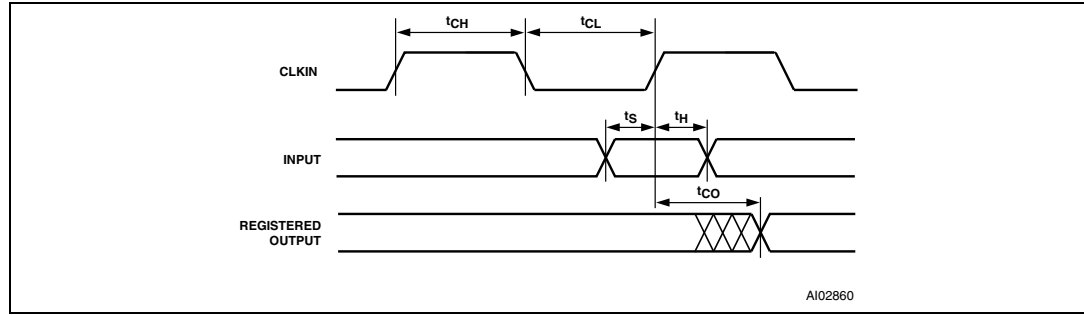 tCH
tCL
CLKIN
tS
tH
INPUT
tCO
REGISTERED
OUTPUT
AI02860